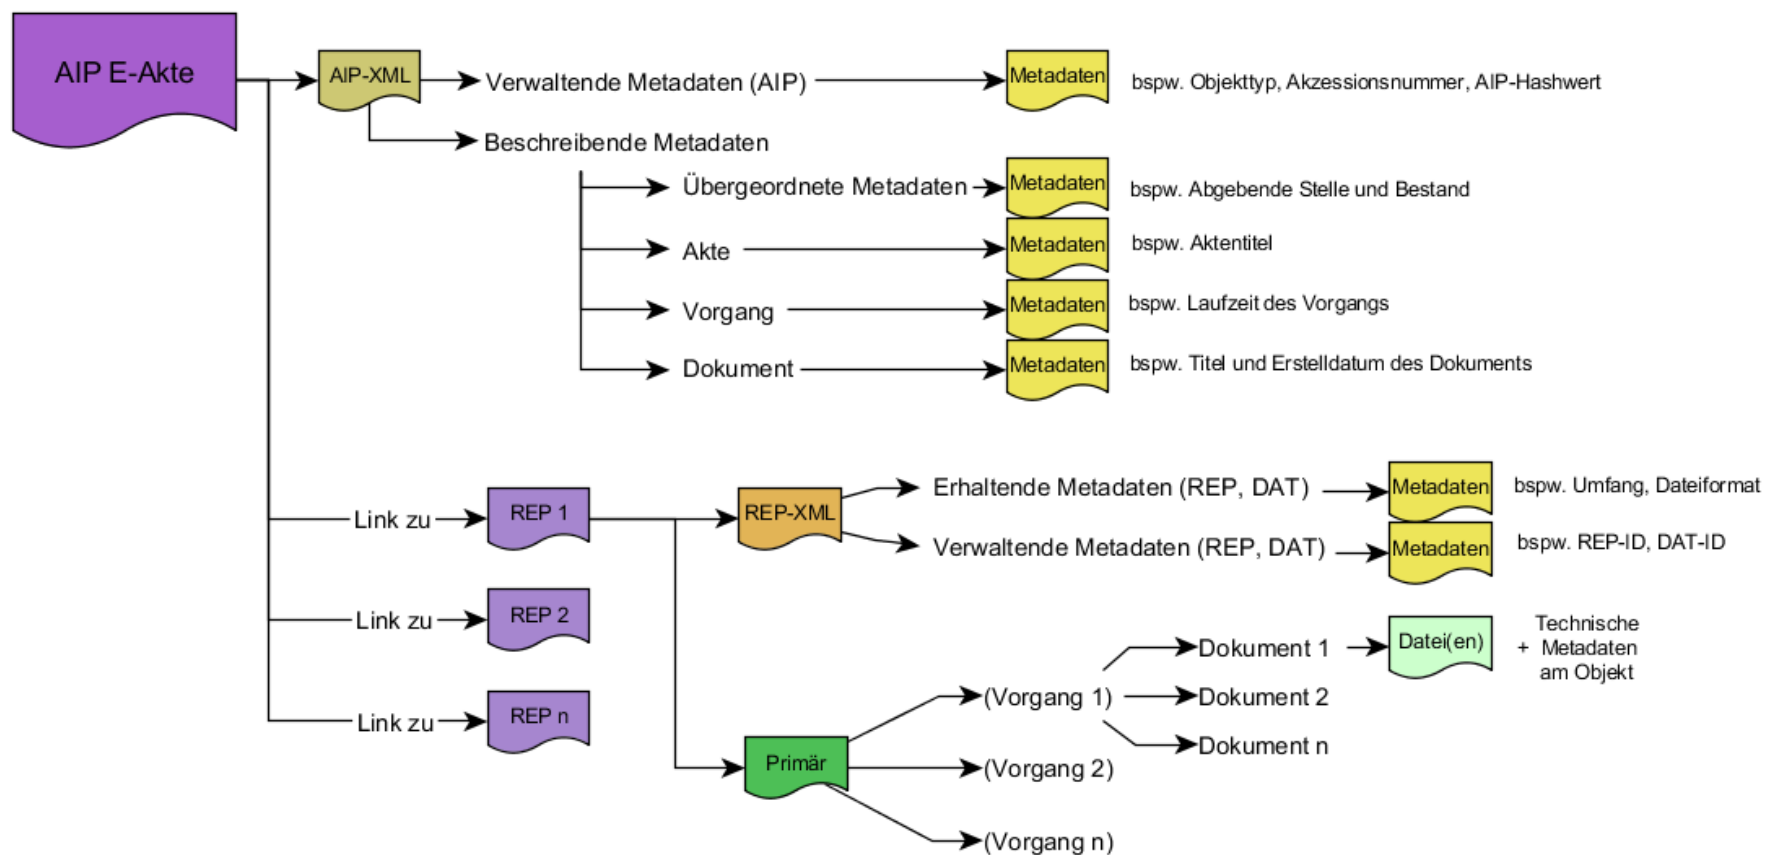 AIP E-Akte
AIP-XML
Verwaltende Metadaten (AIP)
Metadaten
bspw. Objekttyp, Akzessionsnummer, AIP-Hashwert
Beschreibende Metadaten
Übergeordnete Metadaten
Metadaten
bspw. Abgebende Stelle und Bestand
Akte
Metadaten
bspw. Aktentitel
Vorgang
Metadaten
bspw. Laufzeit des Vorgangs
Dokument
Metadaten
bspw. Titel und Erstelldatum des Dokuments
Link zu
REP 1
REP-XML
Erhaltende Metadaten (REP, DAT)
Metadaten
bspw. Umfang, Dateiformat
Verwaltende Metadaten (REP, DAT)
Metadaten
bspw. REP-ID, DAT-ID
Link zu
REP 2
Link zu
REP n
Primär
(Vorgang 1)
Dokument 1
Datei(en)
Technische
+ Metadaten
am Objekt
Dokument 2
Dokument n
(Vorgang 2)
(Vorgang n)